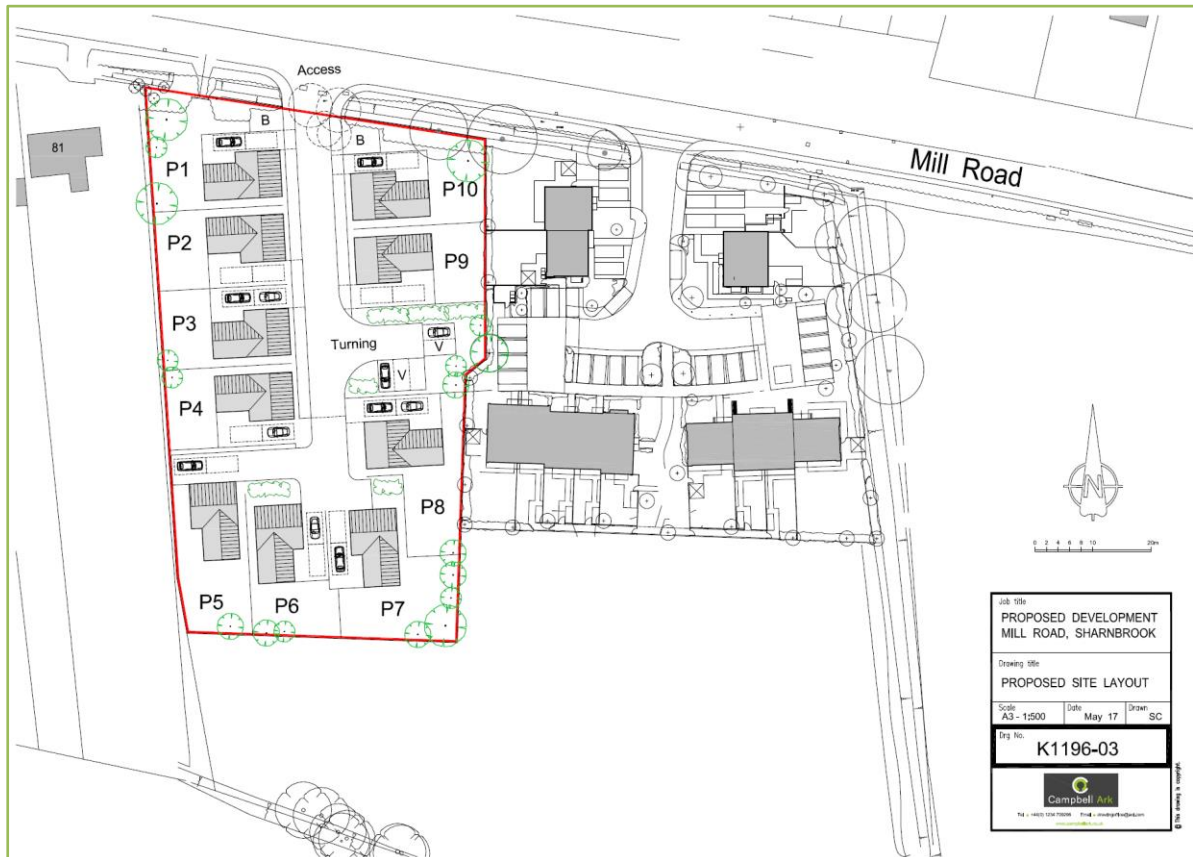 Access
B
B
81
P1
P10
Mill Road
P2
P9
P3
Turning
V
V
P4
P8
P5
P6
P7
N
0 2 4 6 8 10 20m
Job title
PROPOSED DEVELOPMENT
MILL ROAD, SHARNBROOK
Drawing title
PROPOSED SITE LAYOUT
Scale
A3 - 1:500
Date
May 17
Drawn
SC
Drg No.
K1196-03
Campbell Ark
© This drawing is copyright.